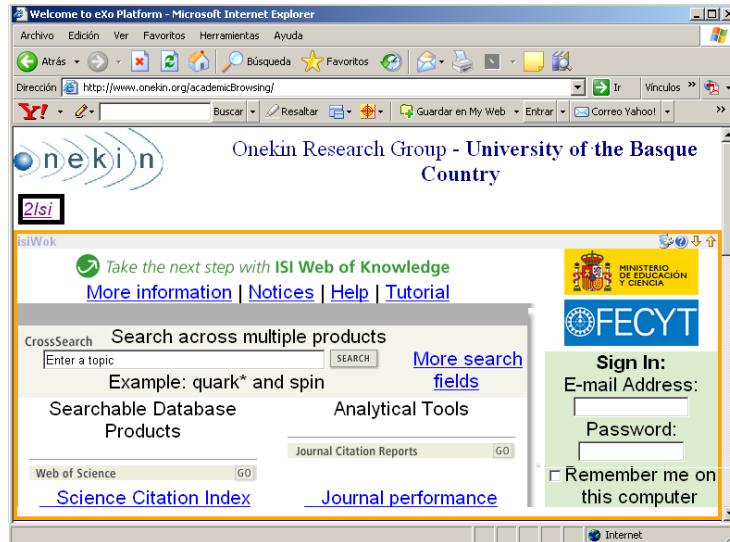 Welcome to eXo Platform - Microsoft Internet Explorer
Archivo Edición Ver Favoritos Herramientas Ayuda
Atrás Búsqueda Favoritos
Dirección http://www.onekin.org/academicBrowsing/ Ir Vínculos »
Y! Buscar Resaltar Guardar en My Web Entrar Correo Yahoo! »
onekin
Onekin Research Group - University of the Basque
Country
2Isi
isiWok
Take the next step with ISI Web of Knowledge
More information | Notices | Help | Tutorial
MINISTERIO
DE EDUCACIÓN
Y CIENCIA
FECYT
CrossSearch Search across multiple products
Enter a topic SEARCH More search
fields
Example: quark* and spin
Searchable Database
Products
Analytical Tools
Journal Citation Reports GO
Web of Science GO
Science Citation Index Journal performance
Sign In:
E-mail Address:
Password:
Remember me on
this computer
Internet